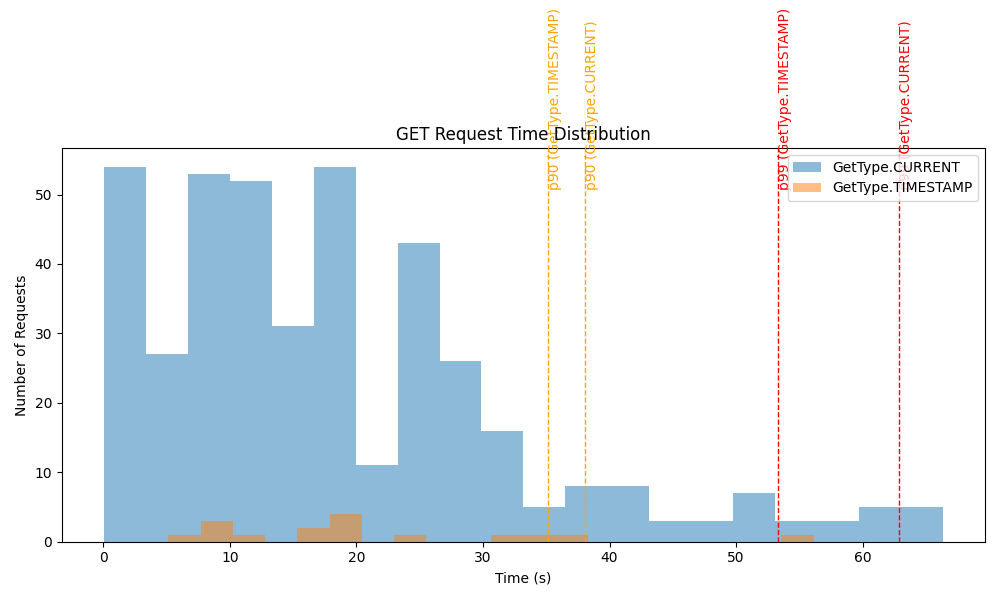 p90 (GetType.TIMESTAMP)
p90 (GetType.CURRENT)
p99 (GetType.TIMESTAMP)
p99 (GetType.CURRENT)
GET Request Time Distribution
GetType.CURRENT
GetType.TIMESTAMP
Number of Requests
50
40
30
20
10
0
0 10 20 30 40 50 60
Time (s)